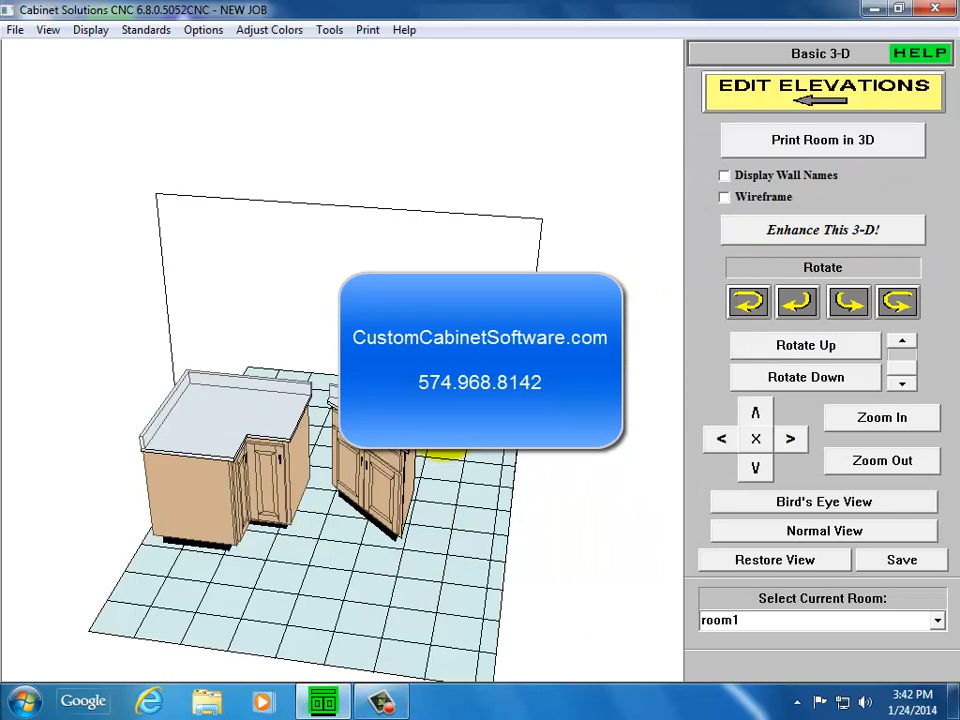 Cabinet Solutions CNC 6.8.0.5052CNC - NEW JOB
File View Display Standards Options Adjust Colors Tools Print Help
Basic 3-D HELP
EDIT ELEVATIONS
Print Room in 3D
Display Wall Names
Wireframe
Enhance This 3-D!
Rotate
Rotate Up
Rotate Down
Zoom In
< X >
Zoom Out
Bird's Eye View
Normal View
Restore View Save
Select Current Room:
room1
CustomCabinetSoftware.com
574.968.8142
Google
3:42 PM
1/24/2014